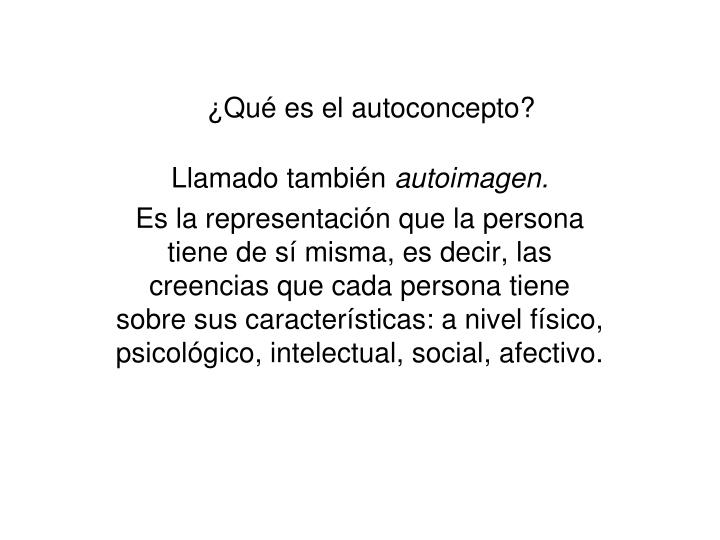 ¿Qué es el autoconcepto?
Llamado también autoimagen.
Es la representación que la persona
tiene de sí misma, es decir, las
creencias que cada persona tiene
sobre sus características: a nivel físico,
psicológico, intelectual, social, afectivo.